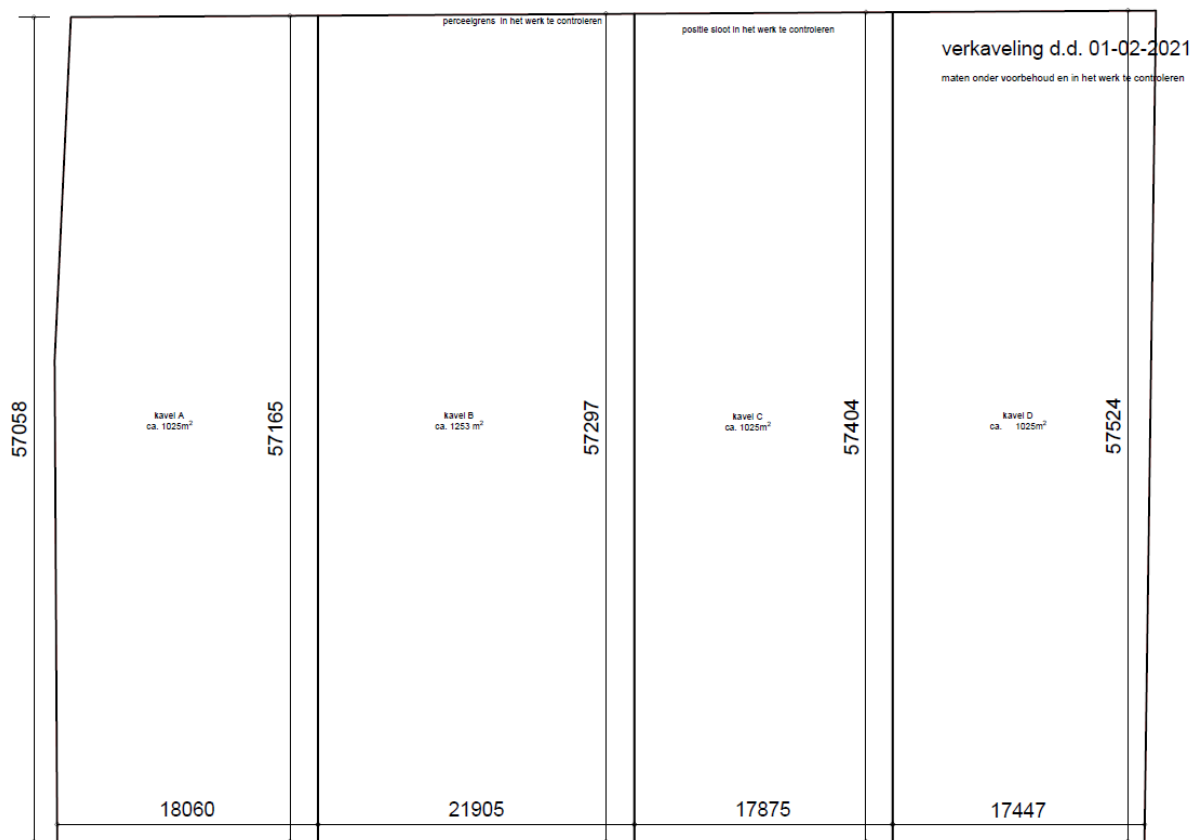 perceelgrens in het werk te controleren
positie sloot in het werk te controleren
verkaveling d.d. 01-02-2021
maten onder voorbehoud en in het werk te controleren
57058
kavel A
ca. 1025m²
57165
kavel B
ca. 1253 m²
57297
kavel C
ca. 1025m²
57404
kavel D
ca. 1025m²
57524
18060
21905
17875
17447